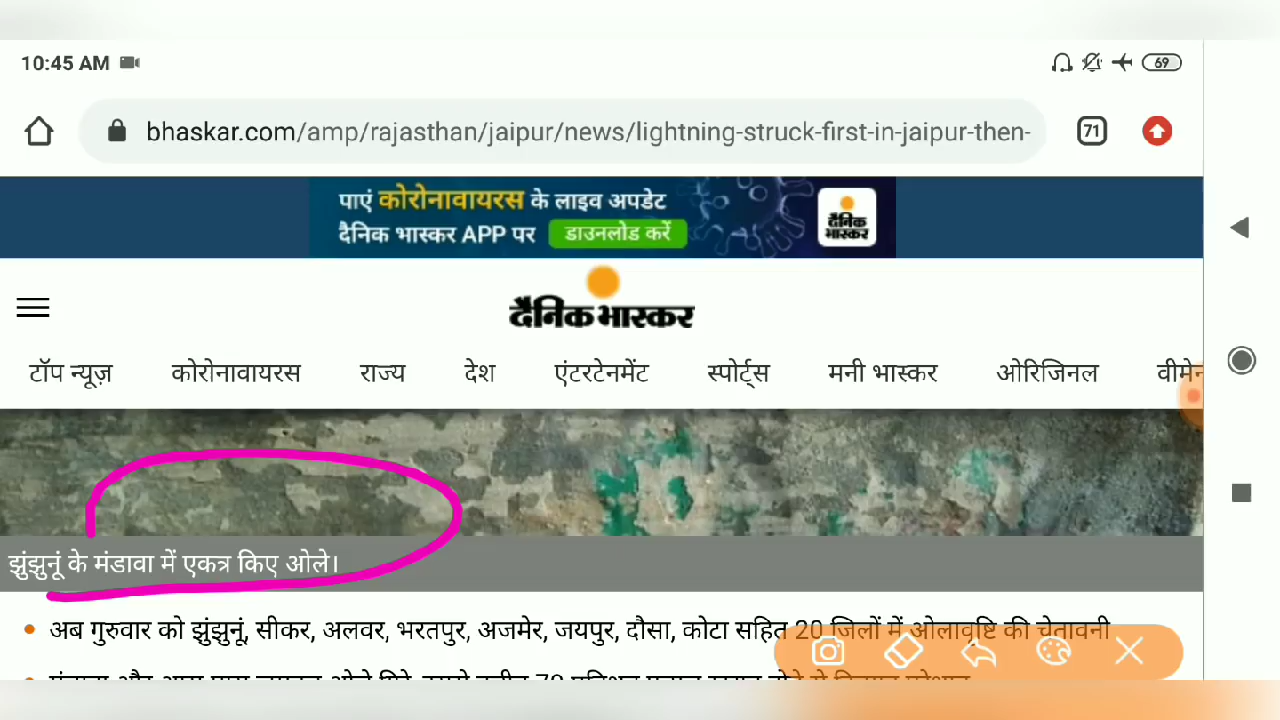 10:45 AM
69
bhaskar.com/amp/rajasthan/jaipur/news/lightning-struck-first-in-jaipur-then-
71
पाएं कोरोनावायरस के लाइव अपडेट
दैनिक भास्कर APP पर डाउनलोड करें
दैनिक भास्कर
दैनिक भास्कर
टॉप न्यूज़ कोरोनावायरस राज्य देश एंटरटेनमेंट स्पोर्ट्स मनी भास्कर ओरिजिनल वीमेन
झुंझुनूं के मंडावा में एकत्र किए ओले।
अब गुरुवार को झुंझुनूं, सीकर, अलवर, भरतपुर, अजमेर, जयपुर, दौसा, कोटा सहित 20 जिलों में ओलावृष्टि की चेतावनी